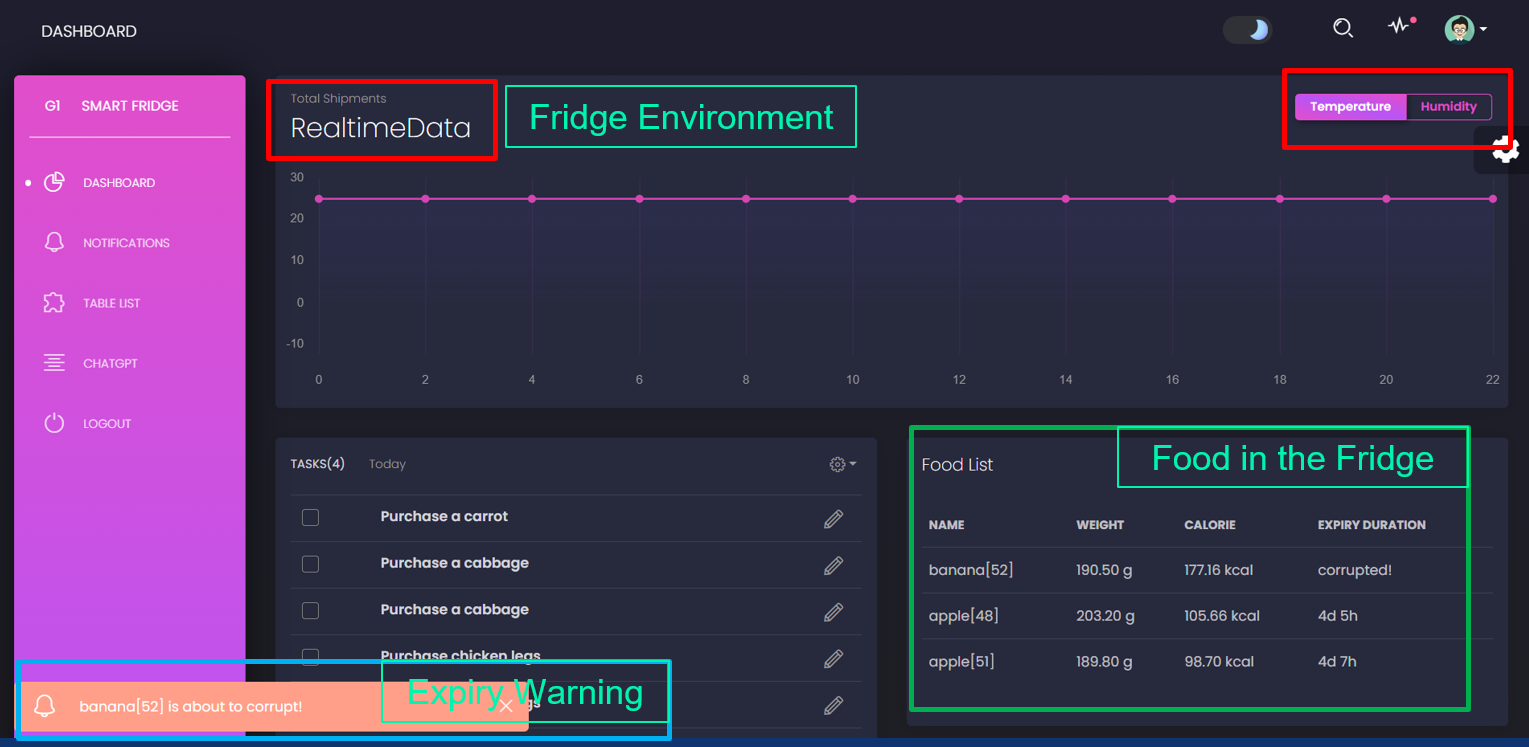 DASHBOARD
G1 SMART FRIDGE
DASHBOARD
NOTIFICATIONS
TABLE LIST
CHATGPT
LOGOUT
Total Shipments
RealtimeData
Fridge Environment
Temperature Humidity
30
20
10
0
-10
0 2 4 6 8 10 12 14 16 18 20 22
TASKS(4) Today
Purchase a carrot
Purchase a cabbage
Purchase a cabbage
Purchase chicken legs
Food List
Food in the Fridge
NAME WEIGHT CALORIE EXPIRY DURATION
banana[52] 190.50 g 177.16 kcal corrupted!
apple[48] 203.20 g 105.66 kcal 4d 5h
apple[51] 189.80 g 98.70 kcal 4d 7h
Expiry Warning
banana[52] is about to corrupt!